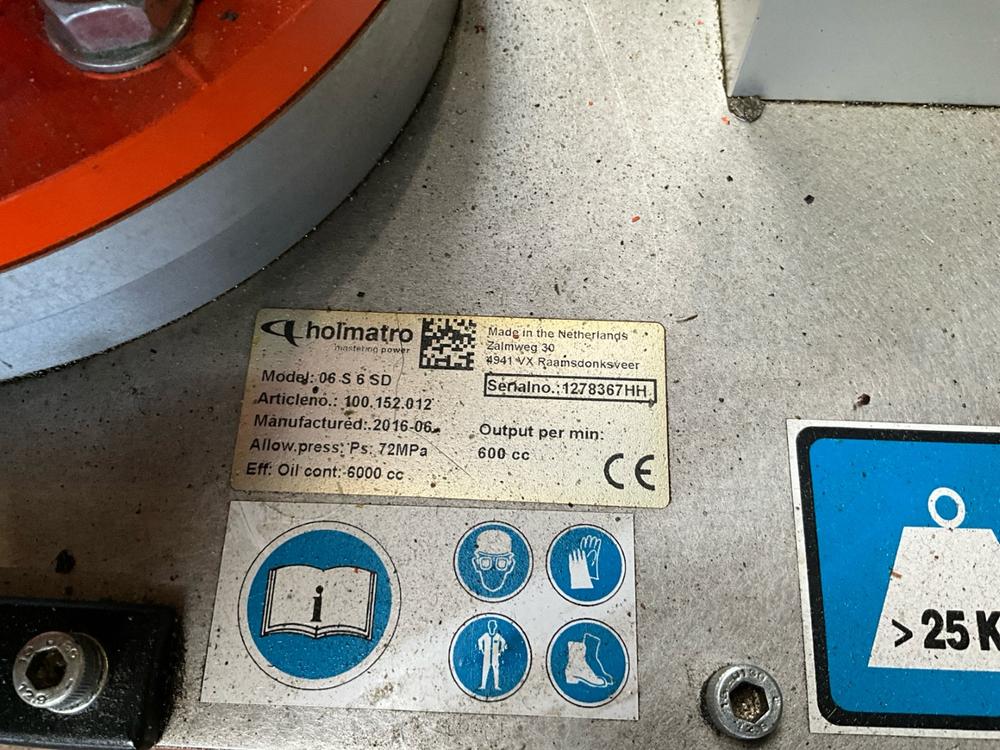 holmatro
mastering power
Made in the Netherlands
Zalmweg 30
4941 VX Raamsdonksveer
Model: 06 S 6 SD
Serialno.: 1278367HH
Articleno.: 100.152.012
Manufactured: 2016-06
Output per min:
600 cc
Allow.press: Ps: 72MPa
Eff: Oil cont: 6000 cc
CE
i
> 25 K
12.9